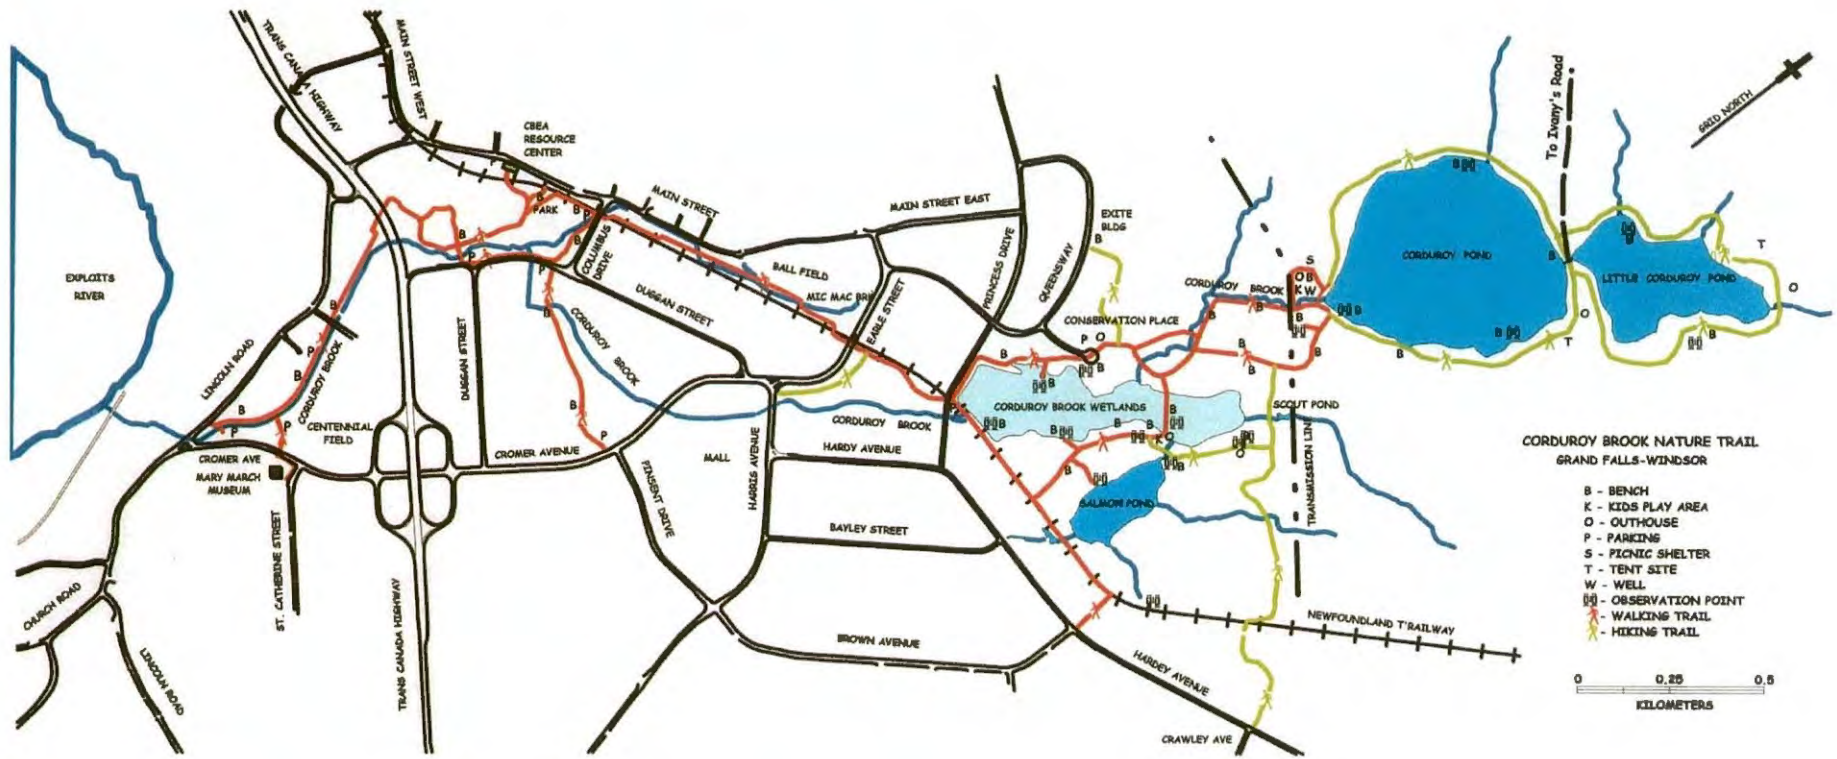 TRANS CANADA HIGHWAY
MAIN STREET WEST
CBEA
RESOURCE
CENTER
PARK
MAIN STREET
COLUMBUS
DRIVE
MAIN STREET EAST
EXITE
BLDG
PRINCESS DRIVE
QUEENSWAY
BALL FIELD
MIC MAC BRK
EARLE STREET
DUGGAN STREET
EXPLOITS
RIVER
CONSERVATION PLACE
CORDUROY BROOK
CORDUROY POND
LITTLE CORDUROY POND
To Ivany's Road
GRID NORTH
LINCOLN ROAD
CORDUROY BROOK
DUGGAN STREET
CORDUROY BROOK
CENTENNIAL
FIELD
CROMER AVE
MARY MARCH
MUSEUM
CROMER AVENUE
MALL
PINSENT DRIVE
HARRIS AVENUE
CORDUROY BROOK
HARDY AVENUE
BAYLEY STREET
CORDUROY BROOK WETLANDS
SCOUT POND
SALMON POND
TRANSMISSION LINE
ST. CATHERINE STREET
TRANS CANADA HIGHWAY
CHURCH ROAD
LINCOLN ROAD
BROWN AVENUE
HARDEY AVENUE
CRAWLEY AVE
NEWFOUNDLAND T'RAILWAY
S
O B
K W
B
P
O
T
CORDUROY BROOK NATURE TRAIL
GRAND FALLS-WINDSOR
B - BENCH
K - KIDS PLAY AREA
O - OUTHOUSE
P - PARKING
S - PICNIC SHELTER
T - TENT SITE
W - WELL
- OBSERVATION POINT
- WALKING TRAIL
- HIKING TRAIL
0 0.25 0.5
KILOMETERS